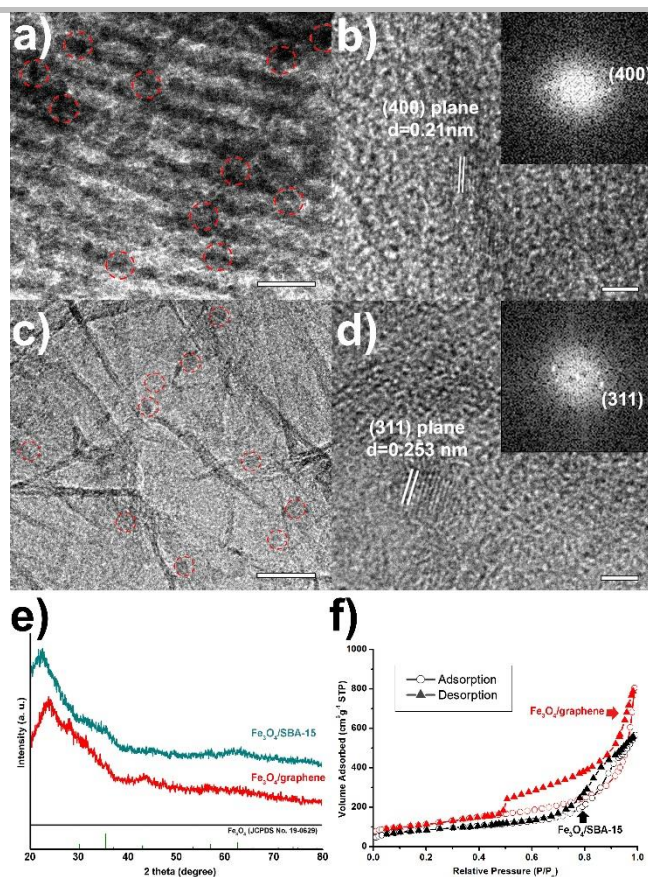 a)
b)
(400)
(400) plane
d=0.21nm
c)
d)
(311)
(311) plane
d=0.253 nm
e)
Intensity (a. u.)
Fe₃O₄/SBA-15
Fe₃O₄/graphene
Fe₃O₄ (JCPDS No. 19-0629)
20 30 40 50 60 70 80
2 theta (degree)
f)
Volume Adsorbed (cm³g⁻¹ STP)
1000
800
600
400
200
0
Adsorption
Desorption
Fe₃O₄/graphene
Fe₃O₄/SBA-15
0.0 0.2 0.4 0.6 0.8 1.0
Relative Pressure (P/P₀)